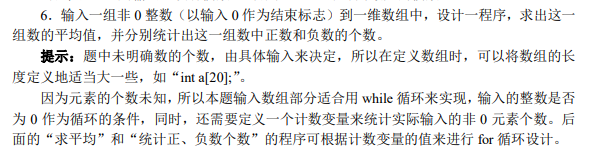 6．输入一组非 0 整数（以输入 0 作为结束标志）到一维数组中，设计一程序，求出这一
组数的平均值，并分别统计出这一组数中正数和负数的个数。
提示：题中未明确数的个数，由具体输入来决定，所以在定义数组时，可以将数组的长
度定义地适当大一些，如“int a[20];”。
因为元素的个数未知，所以本题输入数组部分适合用 while 循环来实现，输入的整数是否
为 0 作为循环的条件，同时，还需要定义一个计数变量来统计实际输入的非 0 元素个数。后
面的“求平均”和“统计正、负数个数”的程序可根据计数变量的值来进行 for 循环设计。